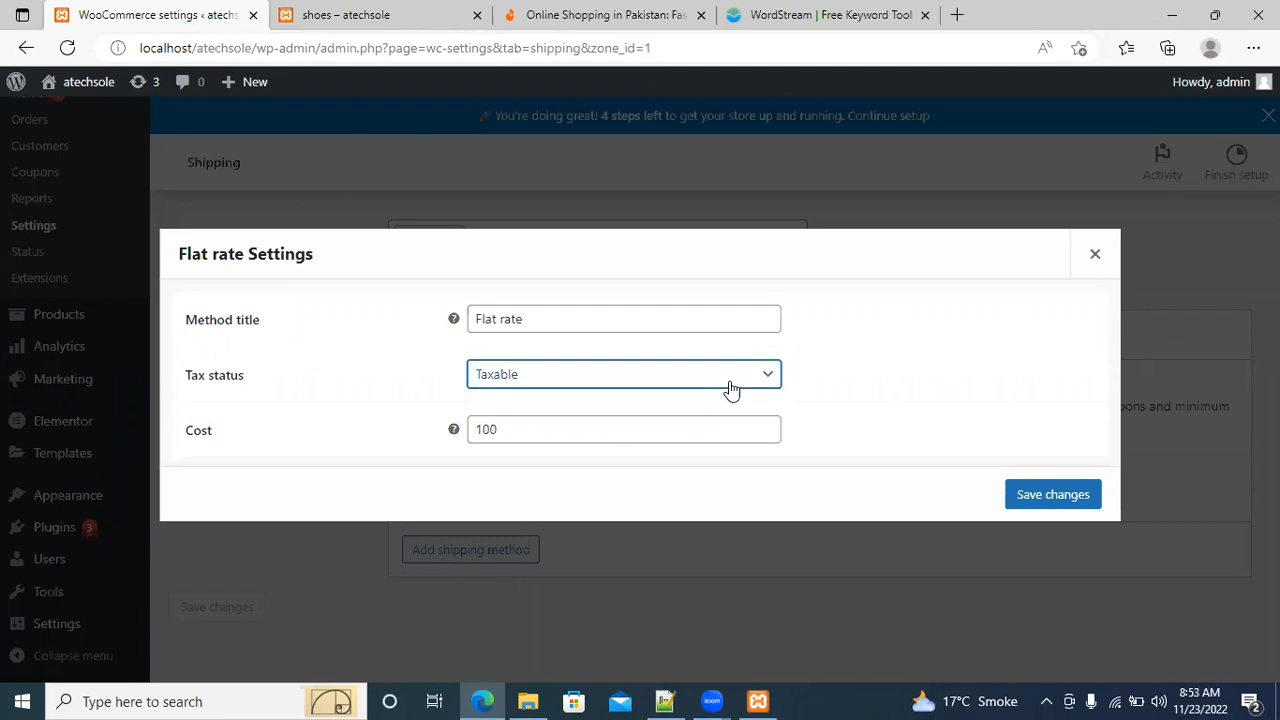 WooCommerce settings ‹ atechs
shoes – atechsole
Online Shopping in Pakistan: Fas
WordStream | Free Keyword Tool
localhost/atechsole/wp-admin/admin.php?page=wc-settings&tab=shipping&zone_id=1
atechsole
3
0
New
Howdy, admin
You're doing great! 4 steps left to get your store up and running. Continue setup
Orders
Customers
Coupons
Reports
Settings
Status
Extensions
Products
Analytics
Marketing
Elementor
Templates
Appearance
Plugins 3
Users
Tools
Settings
Collapse menu
Shipping
Activity
Finish setup
Flat rate Settings
Method title
Flat rate
Tax status
Taxable
Cost
100
Save changes
pons and minimum
Add shipping method
Save changes
Type here to search
zoom
17°C Smoke
8:53 AM
11/23/2022
2